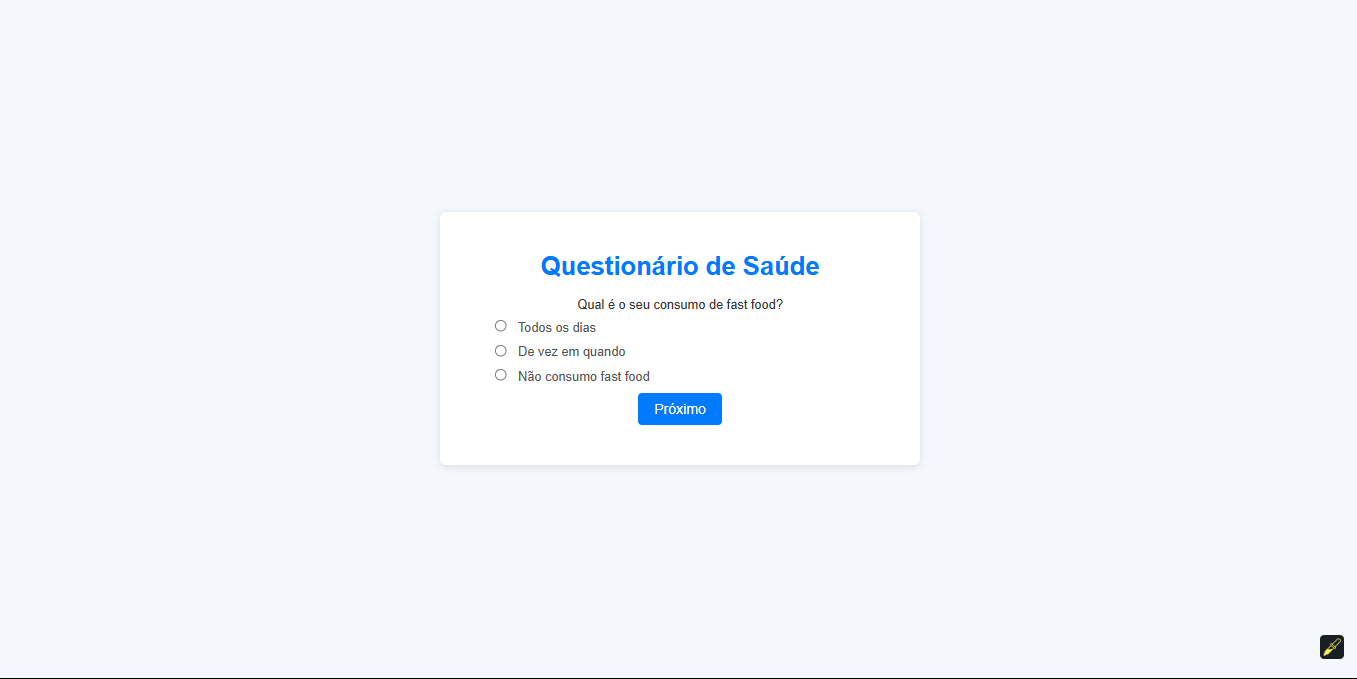 Questionário de Saúde
Qual é o seu consumo de fast food?
Todos os dias
De vez em quando
Não consumo fast food
Próximo